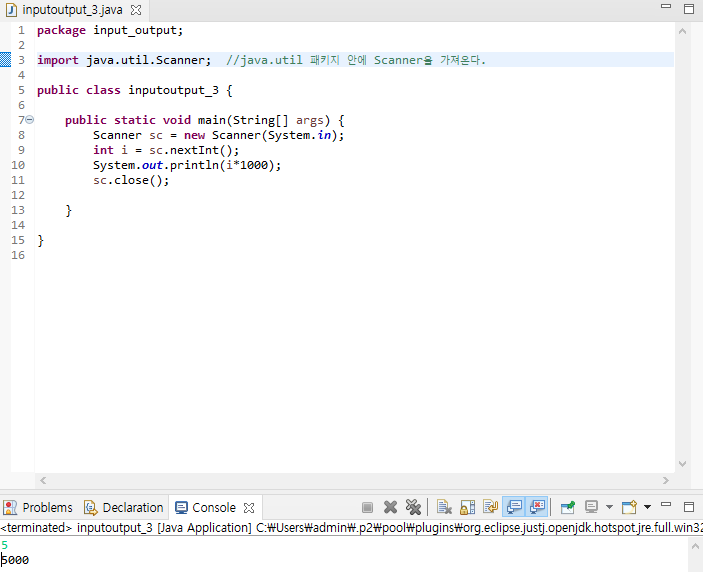 inputoutput_3.java
1 package input_output;
2
3 import java.util.Scanner;  //java.util 패키지 안에 Scanner을 가져온다.
4
5 public class inputoutput_3 {
6
7     public static void main(String[] args) {
8         Scanner sc = new Scanner(System.in);
9         int i = sc.nextInt();
10         System.out.println(i*1000);
11         sc.close();
12
13     }
14
15 }
16
Problems Declaration Console
<terminated> inputoutput_3 [Java Application] C:₩Users₩admin₩.p2₩pool₩plugins₩org.eclipse.justj.openjdk.hotspot.jre.full.win32
5
5000